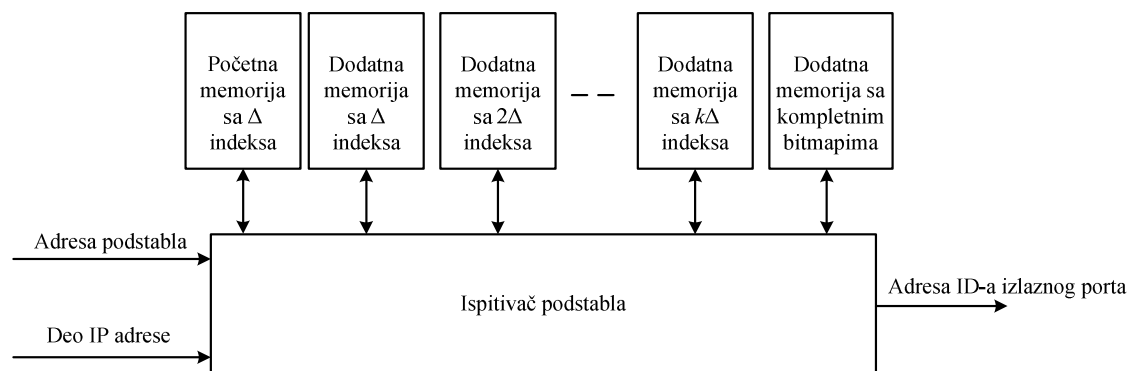 Početna
memorija
sa Δ
indeksa
Dodatna
memorija
sa Δ
indeksa
Dodatna
memorija
sa 2Δ
indeksa
Dodatna
memorija
sa kΔ
indeksa
Dodatna
memorija sa
kompletnim
bitmapima
Adresa podstabla
Deo IP adrese
Ispitivač podstabla
Adresa ID-a izlaznog porta